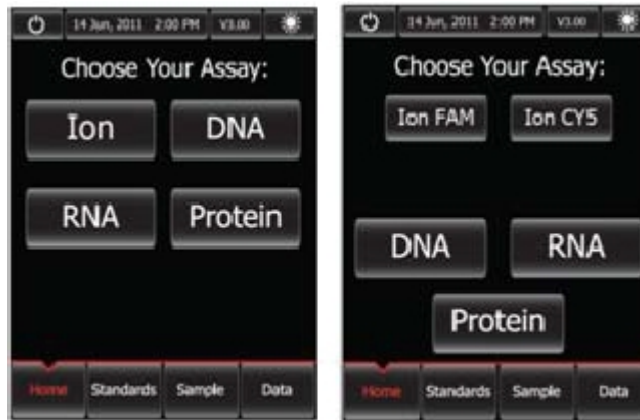 14 Jun, 2011 2:00 PM V3.00
Choose Your Assay:
Ion DNA
RNA Protein
Home Standards Sample Data
14 Jun, 2011 2:00 PM V3.00
Choose Your Assay:
Ion FAM Ion CY5
DNA RNA
Protein
Home Standards Sample Data